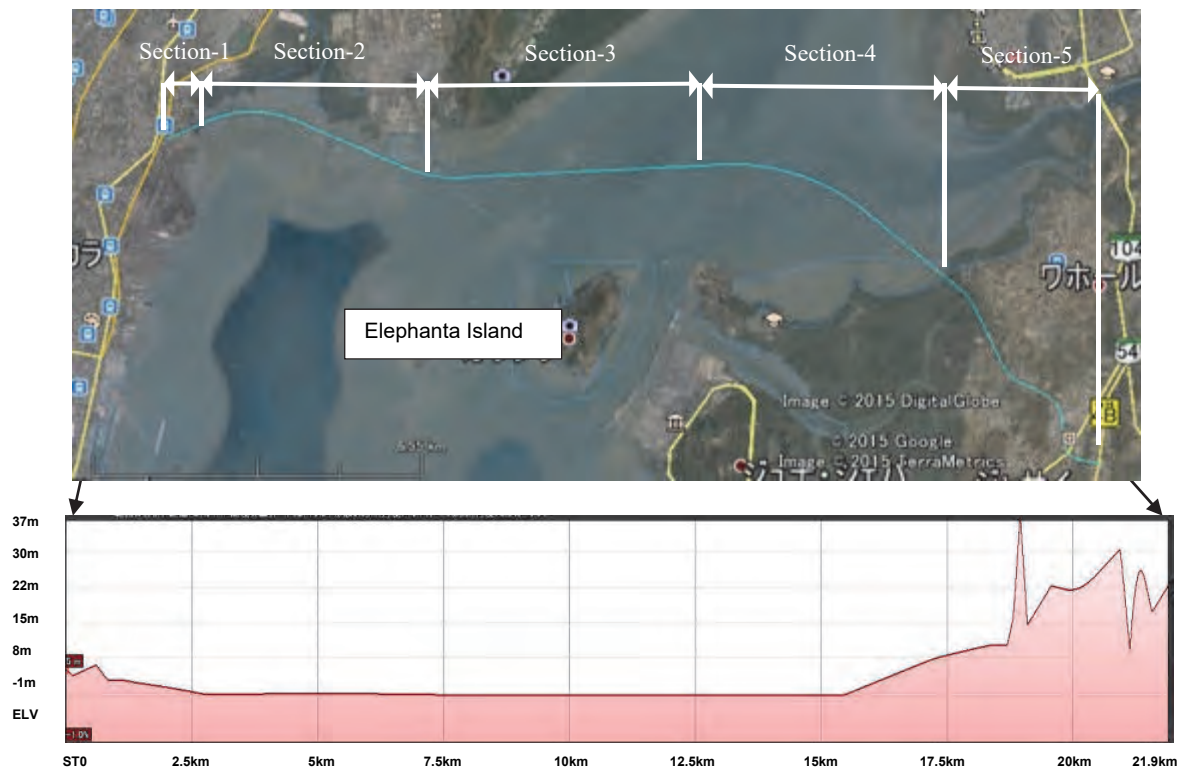 Section-1
Section-2
Section-3
Section-4
Section-5
104
ワホール
Elephanta Island
54
Image © 2015 DigitalGlobe
© 2015 Google
Image © 2015 TerraMetrics
37m
30m
22m
15m
8m
-1m
ELV
ST0
2.5km
5km
7.5km
10km
12.5km
15km
17.5km
20km
21.9km